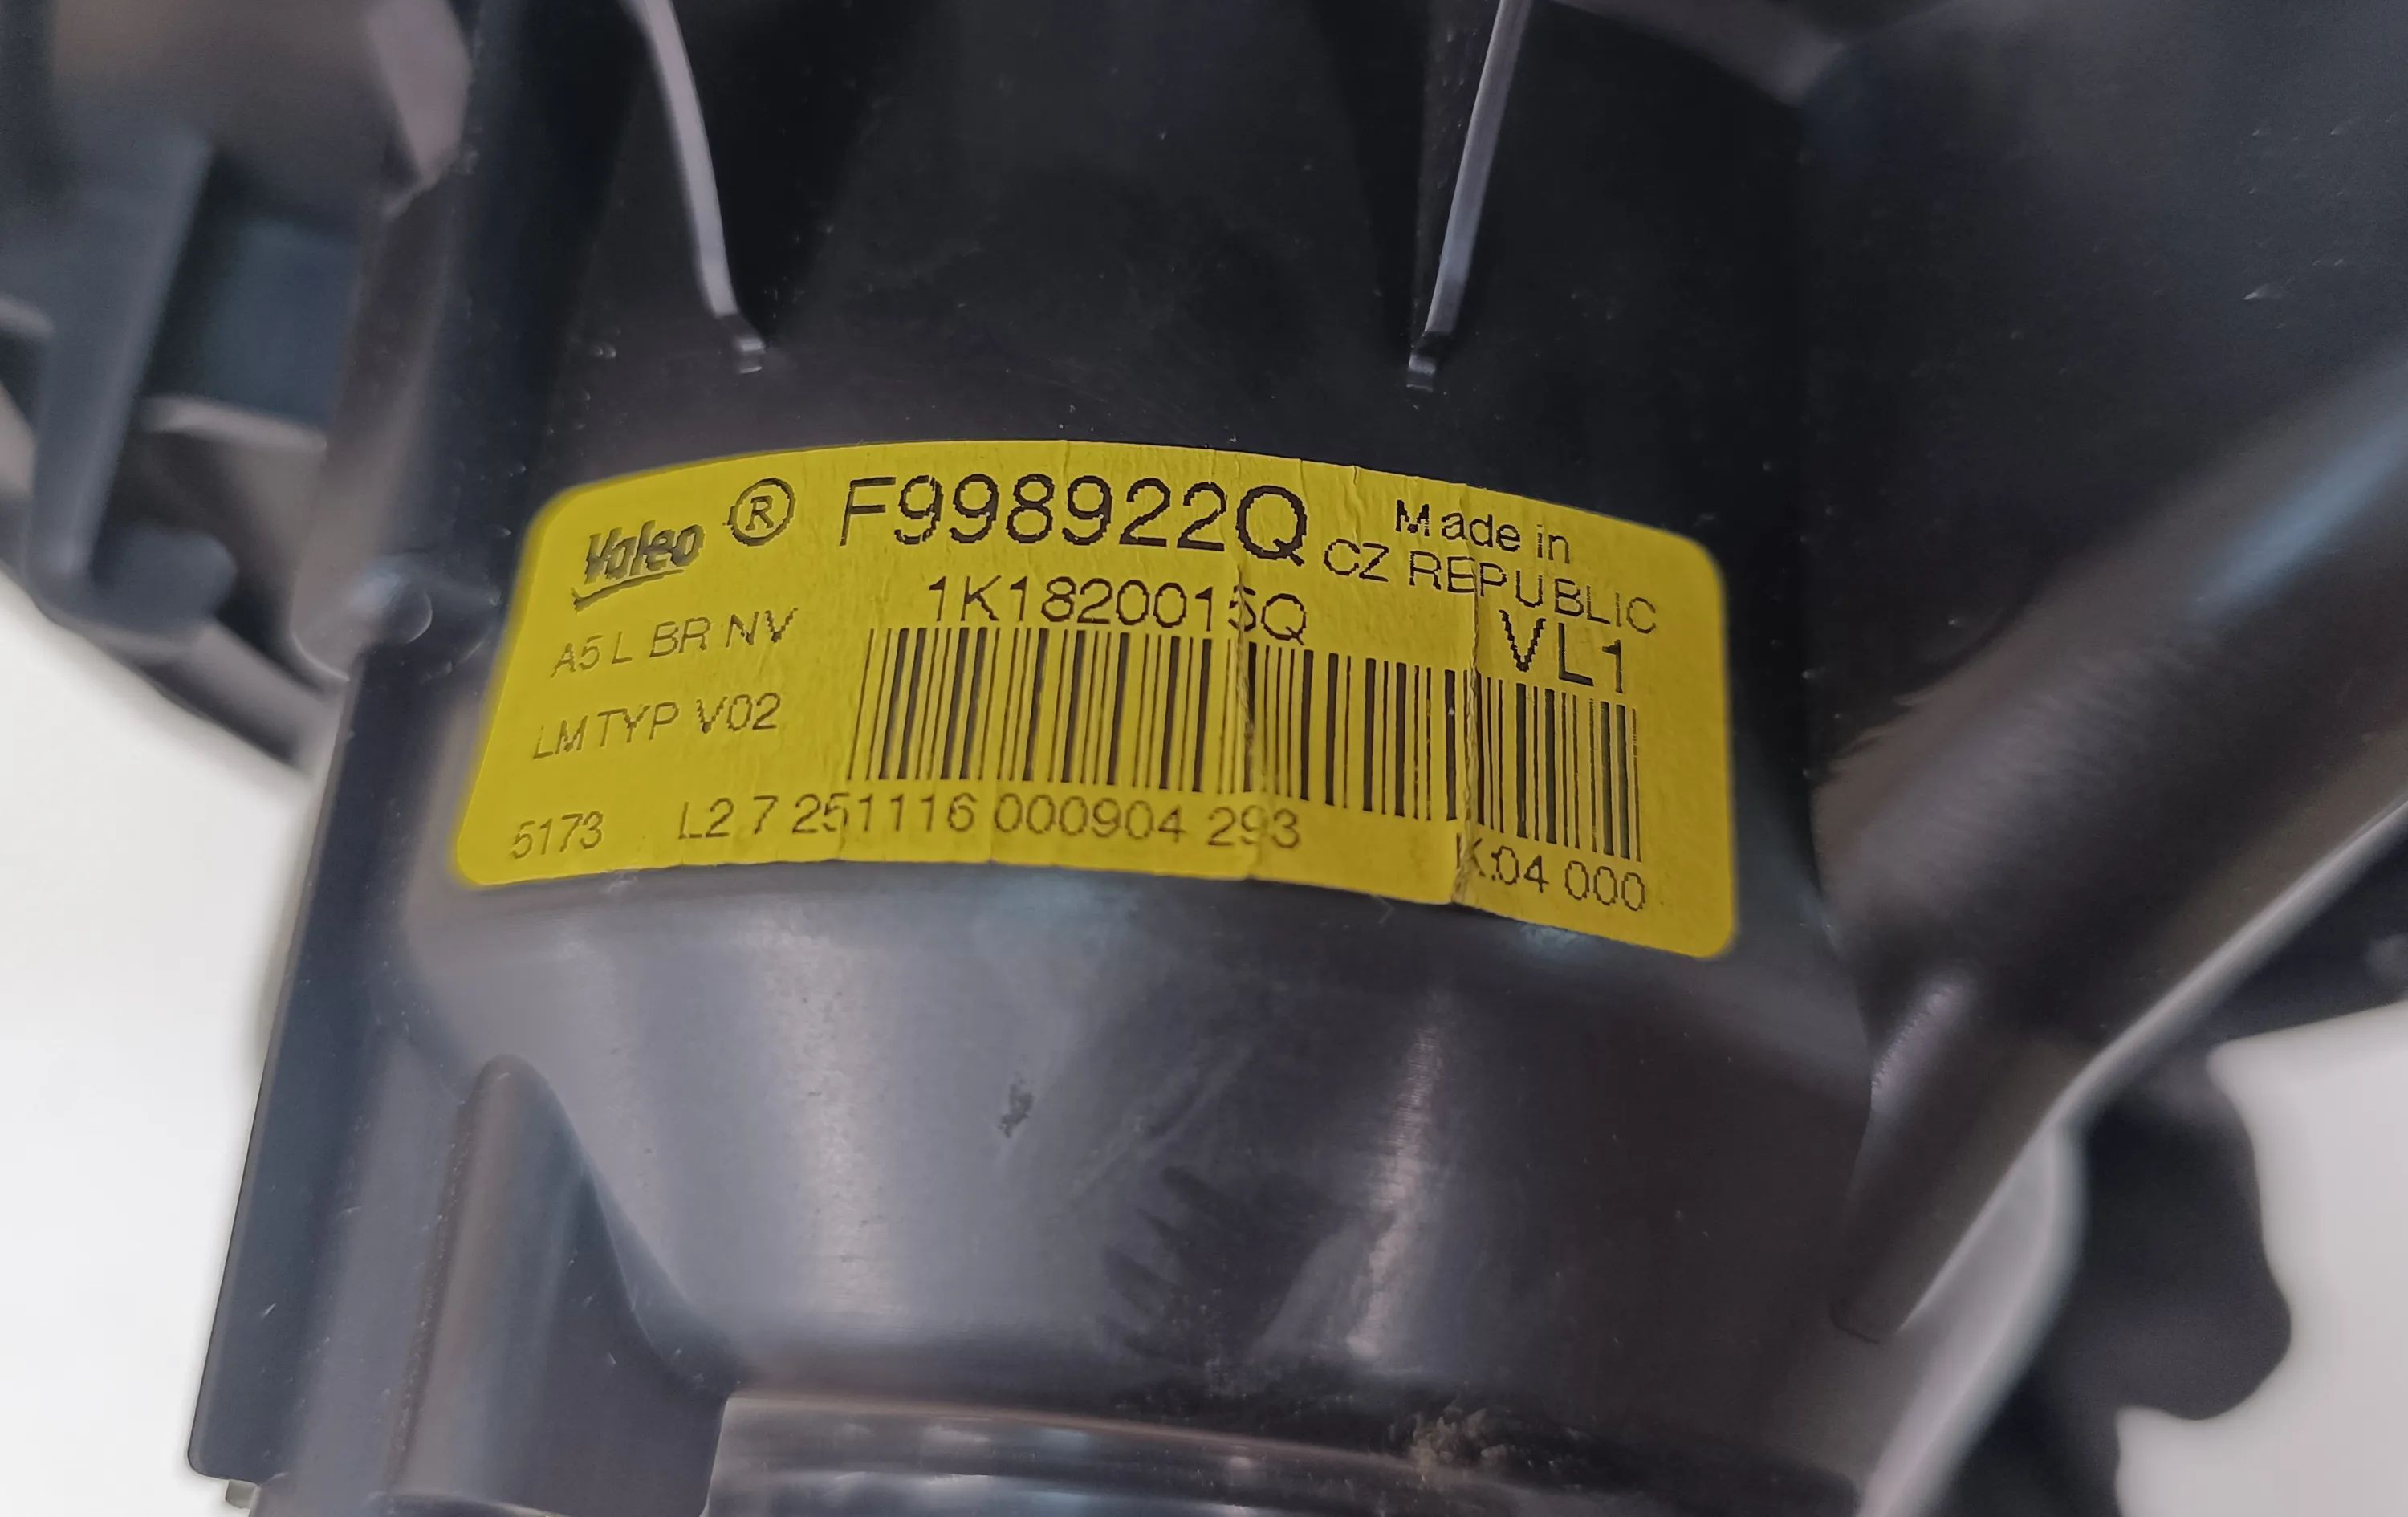 Valeo ® F998922Q Made in
CZ REPUBLIC
1K1820015Q
A5 L BR NV
VL1
LM TYP V02
5173 L2 7 251116 000904 293 K:04 000